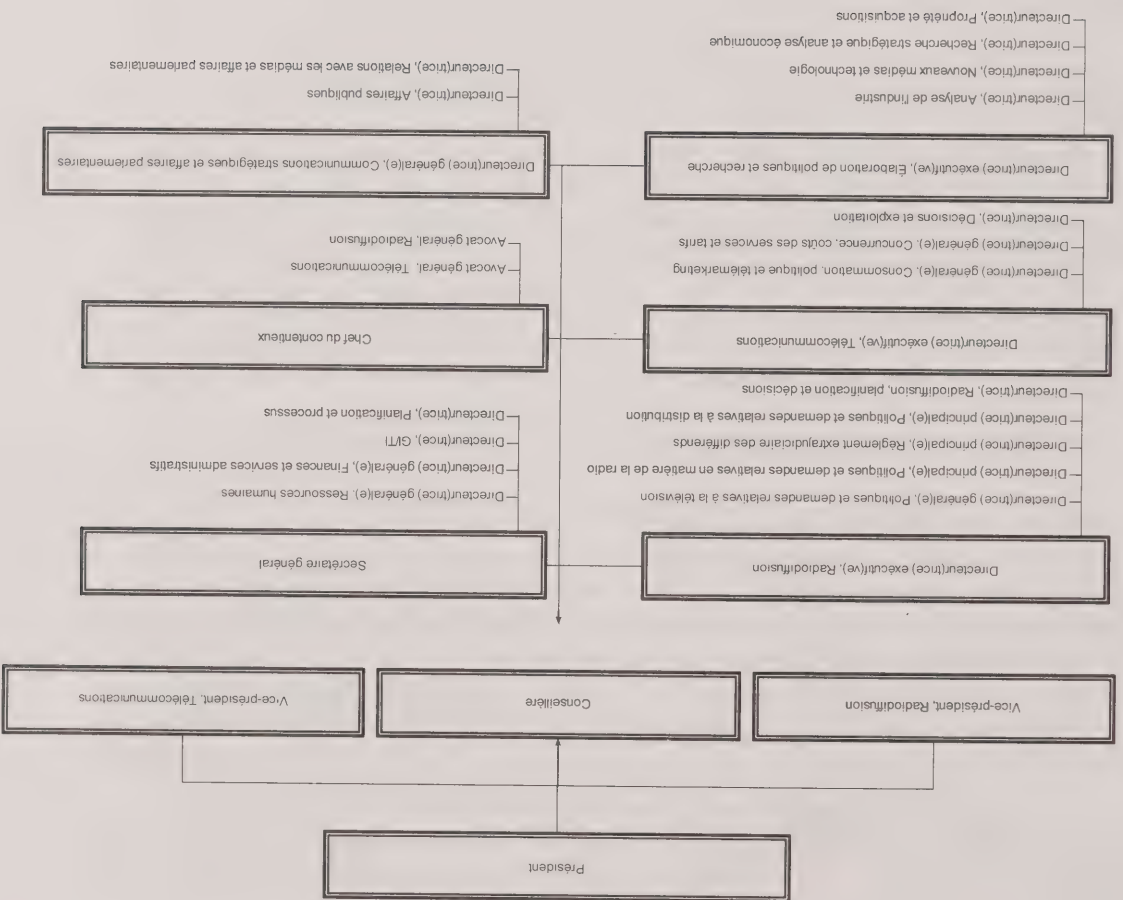 Président
Vice-président, Radiodiffusion
Conseillère
Vice-président, Télécommunications
Directeur(trice) exécutif(ve), Radiodiffusion
Directeur(trice) général(e). Politiques et demandes relatives à la télévision
Directeur(trice) principal(e), Politiques et demandes relatives en matière de la radio
Directeur(trice) principal(e), Règlement extrajudiciaire des différends
Directeur(trice) principal(e), Politiques et demandes relatives à la distribution
Directeur(trice), Radiodiffusion, planification et décisions
Secrétaire général
Directeur(trice) général(e). Ressources humaines
Directeur(trice) général(e), Finances et services administratifs
Directeur(trice), GI/TI
Directeur(trice), Planification et processus
Directeur(trice) exécutif(ve), Télécommunications
Directeur(trice) général(e). Consommation. politique et télémarketing
Directeur(trice) général(e). Concurrence. coûts des services et tarifs
Directeur(trice). Décisions et exploitation
Chef du contentieux
Avocat général, Télécommunications
Avocat général, Radiodiffusion
Directeur(trice) exécutif(ve), Élaboration de politiques et recherche
Directeur(trice), Analyse de l'industrie
Directeur(trice), Nouveaux médias et technologie
Directeur(trice), Recherche stratégique et analyse économique
Directeur(trice), Propriété et acquisitions
Directeur(trice) général(e), Communications stratégiques et affaires parlementaires
Directeur(trice), Affaires publiques
Directeur(trice), Relations avec les médias et affaires parlementaires